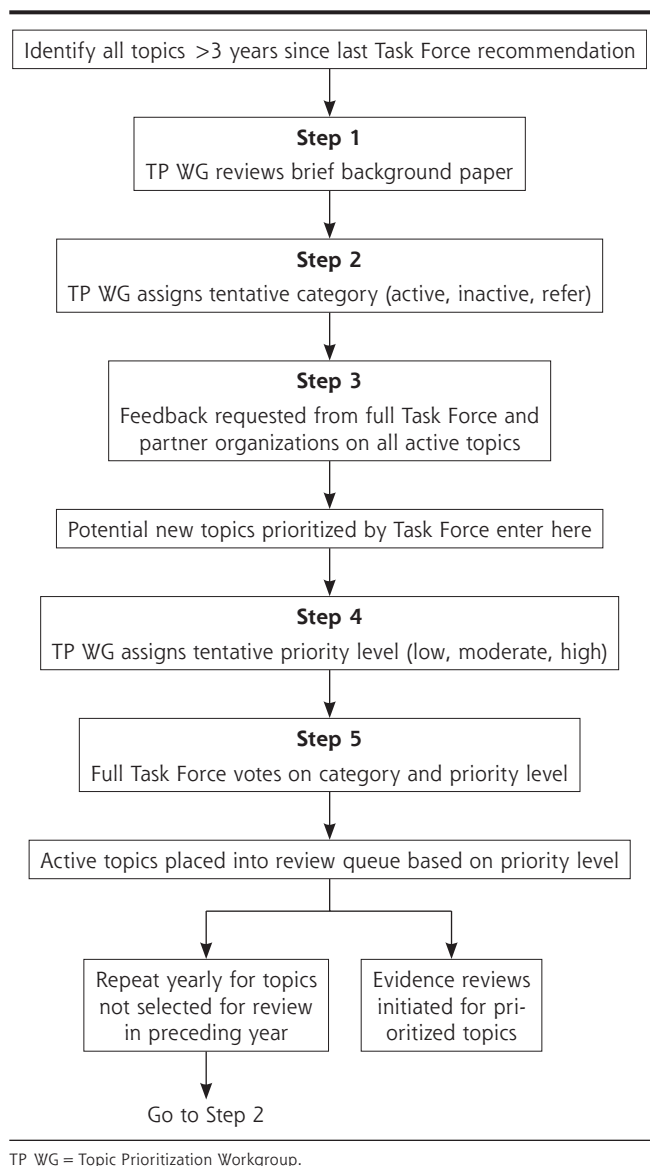 Identify all topics >3 years since last Task Force recommendation
Step 1
TP WG reviews brief background paper
Step 2
TP WG assigns tentative category (active, inactive, refer)
Step 3
Feedback requested from full Task Force and
partner organizations on all active topics
Potential new topics prioritized by Task Force enter here
Step 4
TP WG assigns tentative priority level (low, moderate, high)
Step 5
Full Task Force votes on category and priority level
Active topics placed into review queue based on priority level
Repeat yearly for topics
not selected for review
in preceding year
Evidence reviews
initiated for pri-
oritized topics
Go to Step 2
TP WG = Topic Prioritization Workgroup.